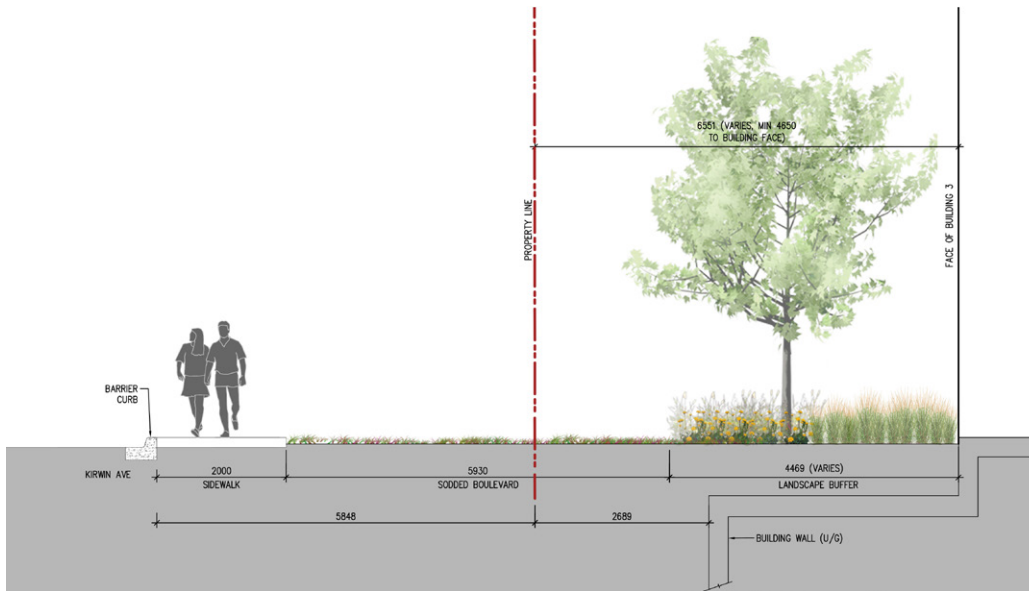 6551 (VARIES, MIN 4650
TO BUILDING FACE)
PROPERTY LINE
FACE OF BUILDING 3
BARRIER
CURB
KIRWIN AVE
2000
SIDEWALK
5930
SODDED BOULEVARD
4469 (VARIES)
LANDSCAPE BUFFER
5848
2689
BUILDING WALL (U/G)